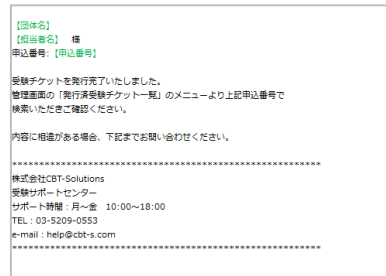 【団体名】
【担当者名】 様
申込番号:【申込番号】
受験チケットを発行完了いたしました。
管理画面の「発行済受験チケット一覧」のメニューより上記申込番号で
検索いただきご確認ください。
内容に相違がある場合、下記までお問い合わせください。
************************************************************
株式会社CBT-Solutions
受験サポートセンター
サポート時間：月～金 10:00～18:00
TEL：03-5209-0553
e-mail：help@cbt-s.com
************************************************************